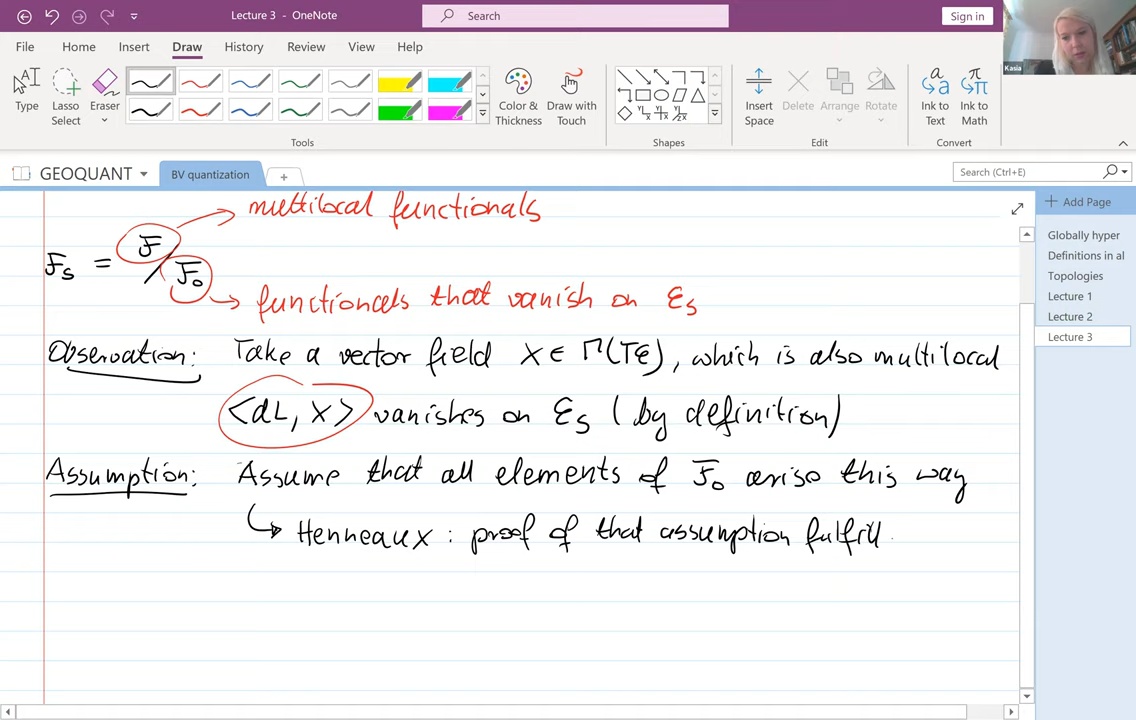 Lecture 3 - OneNote
Search
Sign in
Kasia
File Home Insert Draw History Review View Help
Type
Lasso Select
Eraser
Color & Thickness
Draw with Touch
Insert Space
Delete
Arrange
Rotate
Ink to Text
Ink to Math
Tools
Shapes
Edit
Convert
GEOQUANT
BV quantization
Search (Ctrl+E)
Add Page
Globally hyper
Definitions in al
Topologies
Lecture 1
Lecture 2
Lecture 3
multilocal functionals
F_S = F / F_0
functionals that vanish on E_S
Observation: Take a vector field X ∈ Γ(TE), which is also multilocal
<dL, X> vanishes on E_S (by definition)
Assumption: Assume that all elements of F_0 arise this way
Henneaux : proof of that assumption fulfill